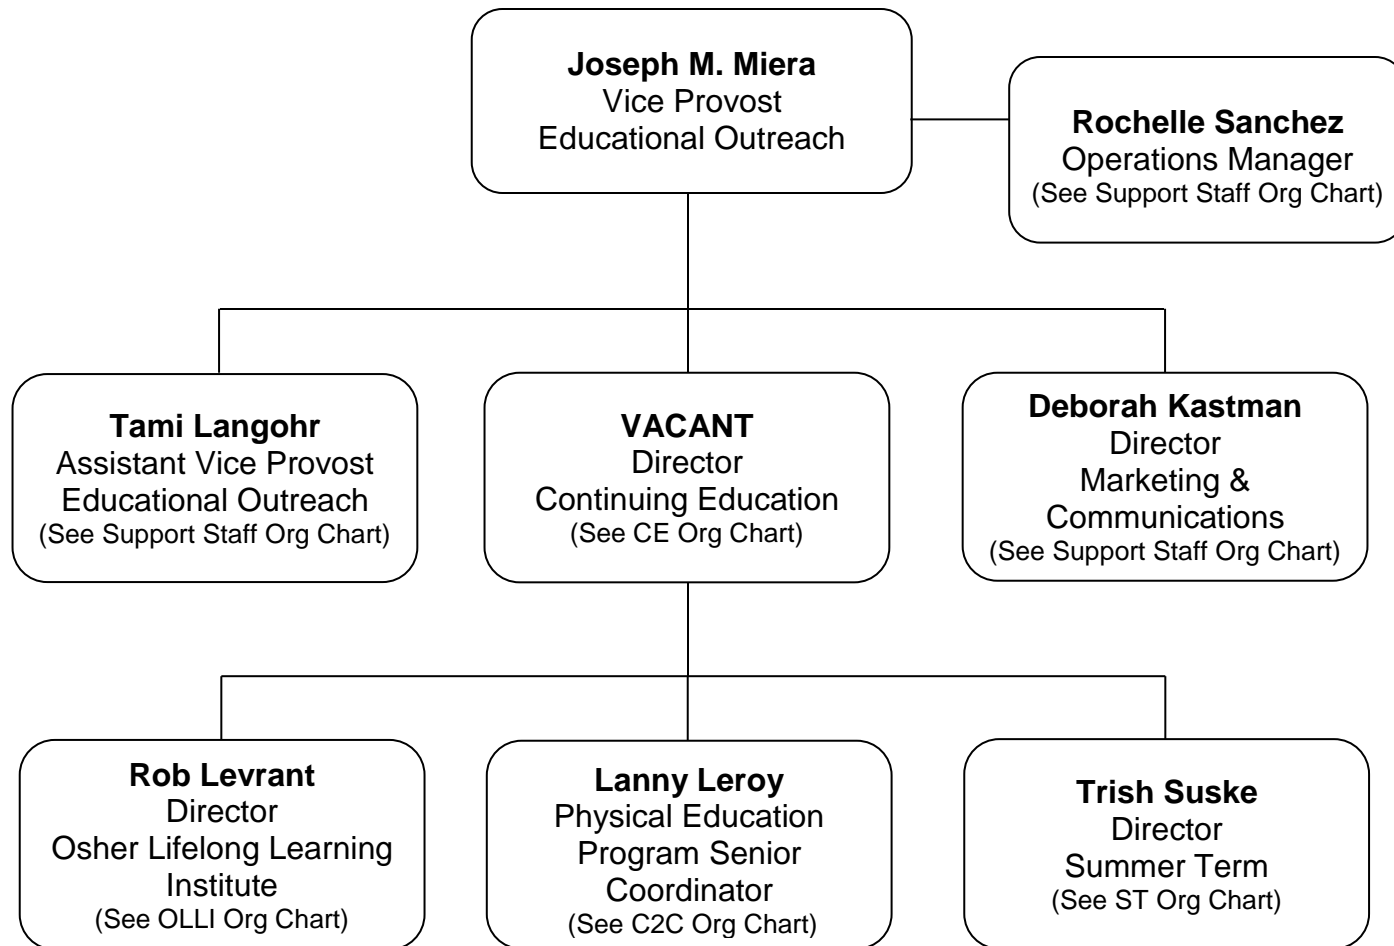 Joseph M. Miera
Vice Provost
Educational Outreach
Rochelle Sanchez
Operations Manager
(See Support Staff Org Chart)
Tami Langohr
Assistant Vice Provost
Educational Outreach
(See Support Staff Org Chart)
VACANT
Director
Continuing Education
(See CE Org Chart)
Deborah Kastman
Director
Marketing &
Communications
(See Support Staff Org Chart)
Rob Levrant
Director
Osher Lifelong Learning
Institute
(See OLLI Org Chart)
Lanny Leroy
Physical Education
Program Senior
Coordinator
(See C2C Org Chart)
Trish Suske
Director
Summer Term
(See ST Org Chart)